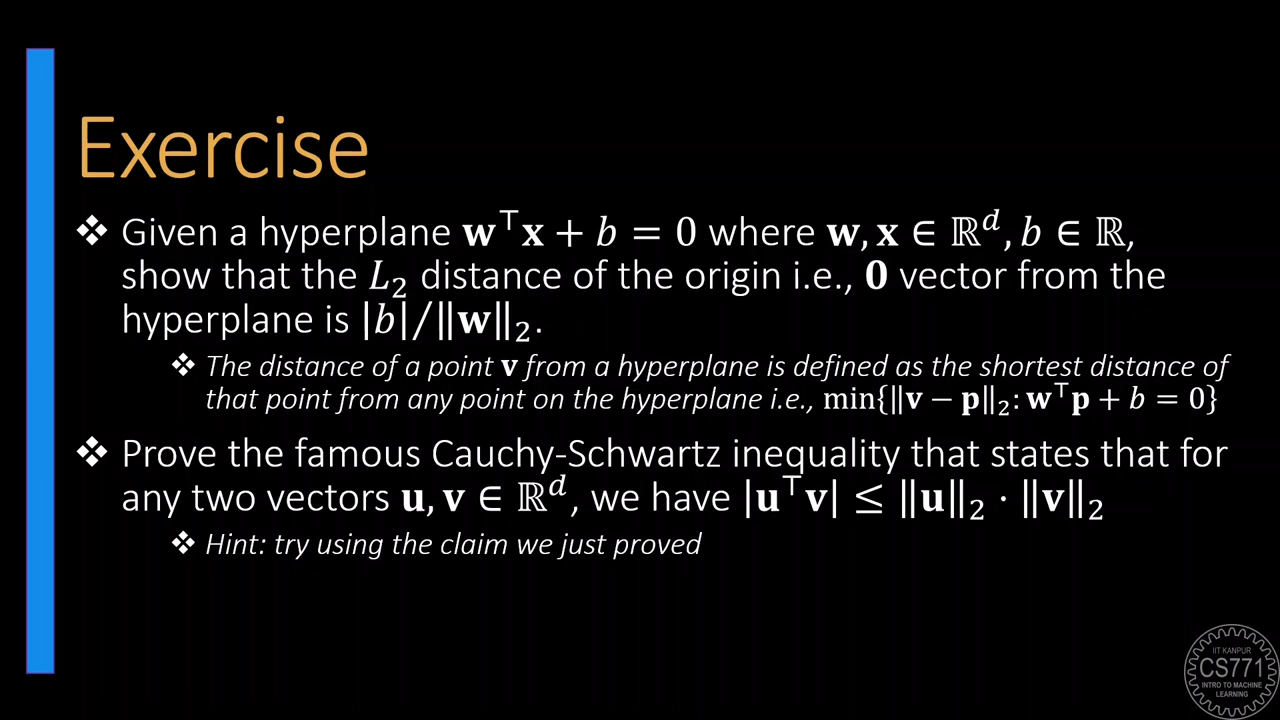 Exercise
❖ Given a hyperplane 𝐰⊤𝐱 + 𝑏 = 0 where 𝐰, 𝐱 ∈ ℝᵈ, 𝑏 ∈ ℝ,
show that the 𝐿₂ distance of the origin i.e., 𝟎 vector from the
hyperplane is |𝑏|/‖𝐰‖₂.
❖ The distance of a point 𝐯 from a hyperplane is defined as the shortest distance of
that point from any point on the hyperplane i.e., min{‖𝐯 − 𝐩‖₂: 𝐰⊤𝐩 + 𝑏 = 0}
❖ Prove the famous Cauchy-Schwartz inequality that states that for
any two vectors 𝐮, 𝐯 ∈ ℝᵈ, we have |𝐮⊤𝐯| ≤ ‖𝐮‖₂ · ‖𝐯‖₂
❖ Hint: try using the claim we just proved
IIT KANPUR
CS771
INTRO TO MACHINE
LEARNING